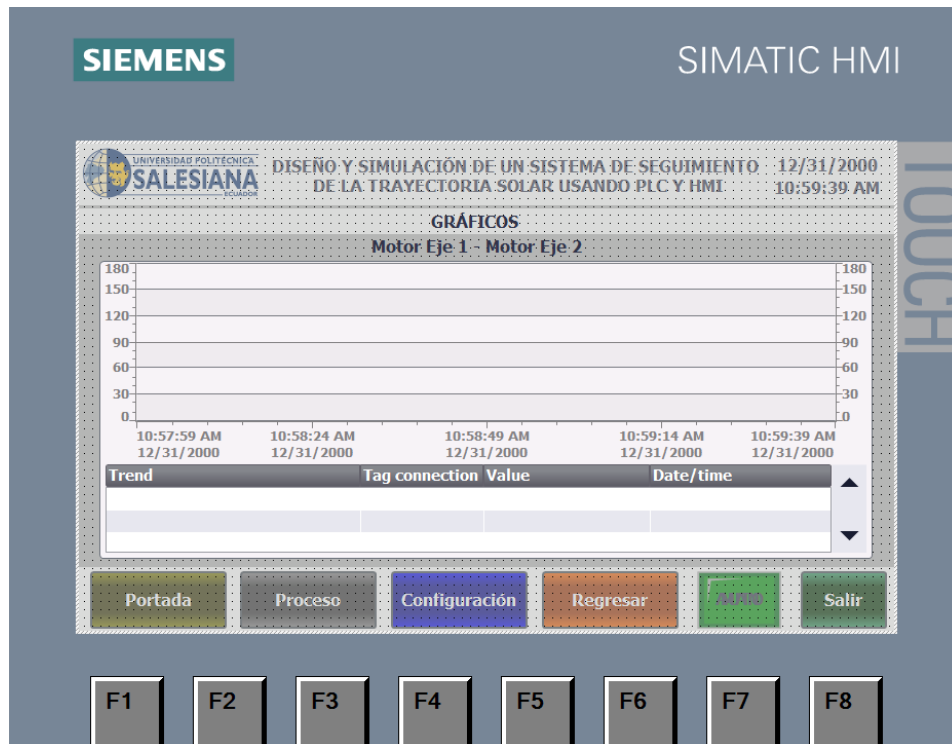 SIEMENS
SIMATIC HMI
TOUCH
UNIVERSIDAD POLITÉCNICA
SALESIANA
ECUADOR
DISEÑO Y SIMULACIÓN DE UN SISTEMA DE SEGUIMIENTO
DE LA TRAYECTORIA SOLAR USANDO PLC Y HMI
12/31/2000
10:59:39 AM
GRÁFICOS
Motor Eje 1 - Motor Eje 2
180 180
150 150
120 120
90 90
60 60
30 30
0 0
10:57:59 AM 10:58:24 AM 10:58:49 AM 10:59:14 AM 10:59:39 AM
12/31/2000 12/31/2000 12/31/2000 12/31/2000 12/31/2000
Trend Tag connection Value Date/time
Portada Proceso Configuración Regresar Salir
F1 F2 F3 F4 F5 F6 F7 F8